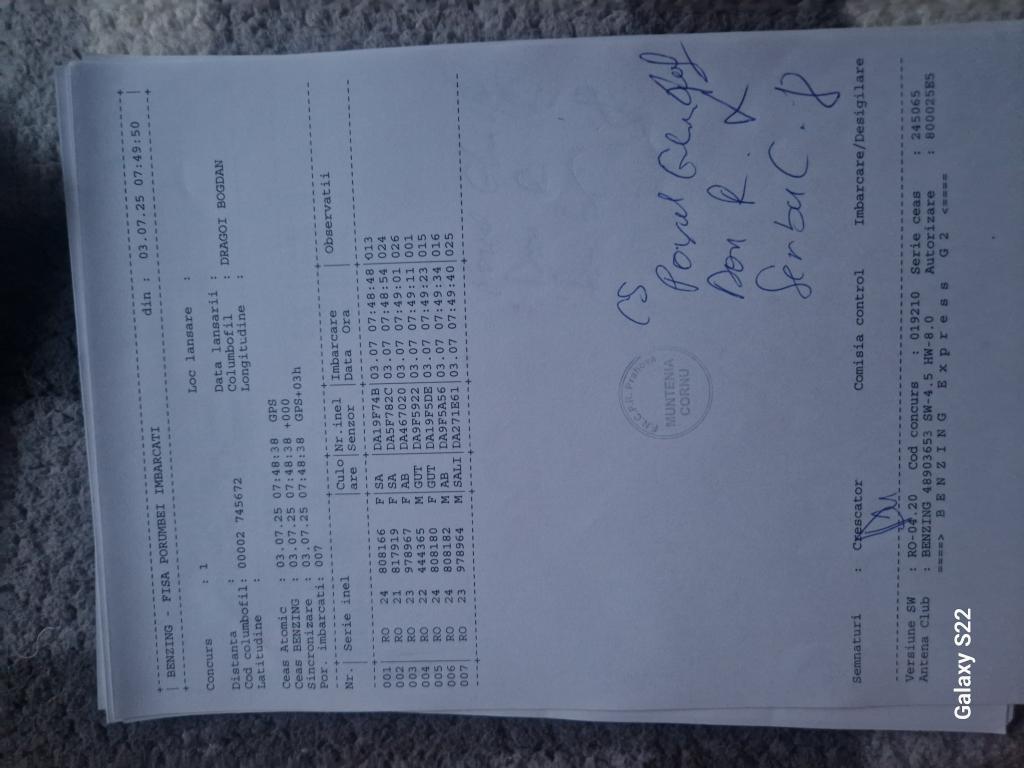 BENZING - FISA PORUMBEI IMBARCATI din : 03.07.25 07:49:50
Concurs : 1 Loc lansare :
Distanta : Data lansarii :
Cod columbofil: 00002 745672 Columbofil : DRAGOI BOGDAN
Latitudine : Longitudine :
Ceas Atomic : 03.07.25 07:48:38 GPS
Ceas BENZING : 03.07.25 07:48:38 +000
Sincronizare : 03.07.25 07:48:38 GPS+03h
Por. imbarcati: 007
Nr.| Serie inel |Culo|Nr.inel |Imbarcare |Observatii
| |are |Senzor |Data Ora |
001 RO 24 808166 F SA DA19F74B 03.07 07:48:48 013
002 RO 21 817919 F SA DA5F782C 03.07 07:48:54 024
003 RO 23 978967 F AB DA467020 03.07 07:49:01 026
004 RO 22 444365 M GUT DA9F5922 03.07 07:49:11 001
005 RO 24 808180 F GUT DA19F5DE 03.07 07:49:23 015
006 RO 24 808182 M AB DA9F5A56 03.07 07:49:34 016
007 RO 23 978964 M SALI DA271E61 03.07 07:49:40 025
F.N.C.P.R. Prahova
MUNTENIA
CORNU
CS
Don R.
Serbu C.
Semnaturi : Crescator Comisia control Imbarcare/Desigilare
Versiune SW : RO-04.20 Cod concurs : 019210 Serie ceas : 245065
Antena Club : BENZING 48903653 SW-4.5 HW-8.0 Autorizare : 800025E5
====> B E N Z I N G E x p r e s s G 2 <====
Galaxy S22